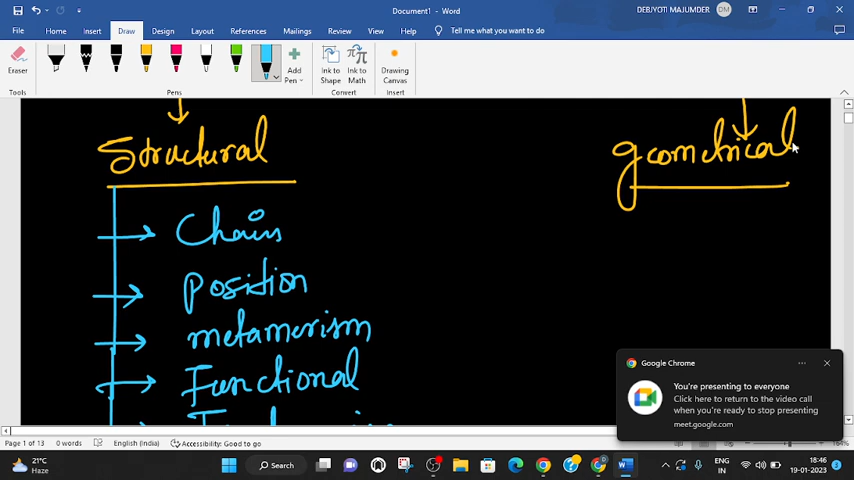 Document1 - Word
DEBJYOTI MAJUMDER DM
File Home Insert Draw Design Layout References Mailings Review View Help Tell me what you want to do
Eraser Add Pen Ink to Shape Ink to Math Drawing Canvas
Tools Pens Convert Insert
Structural
geometrical
Chain
position
metamerism
Functional
Google Chrome
You're presenting to everyone
Click here to return to the video call
when you're ready to stop presenting
meet.google.com
Page 1 of 13 0 words English (India) Accessibility: Good to go
21°C
Haze
Search
ENG
IN
18:46
19-01-2023